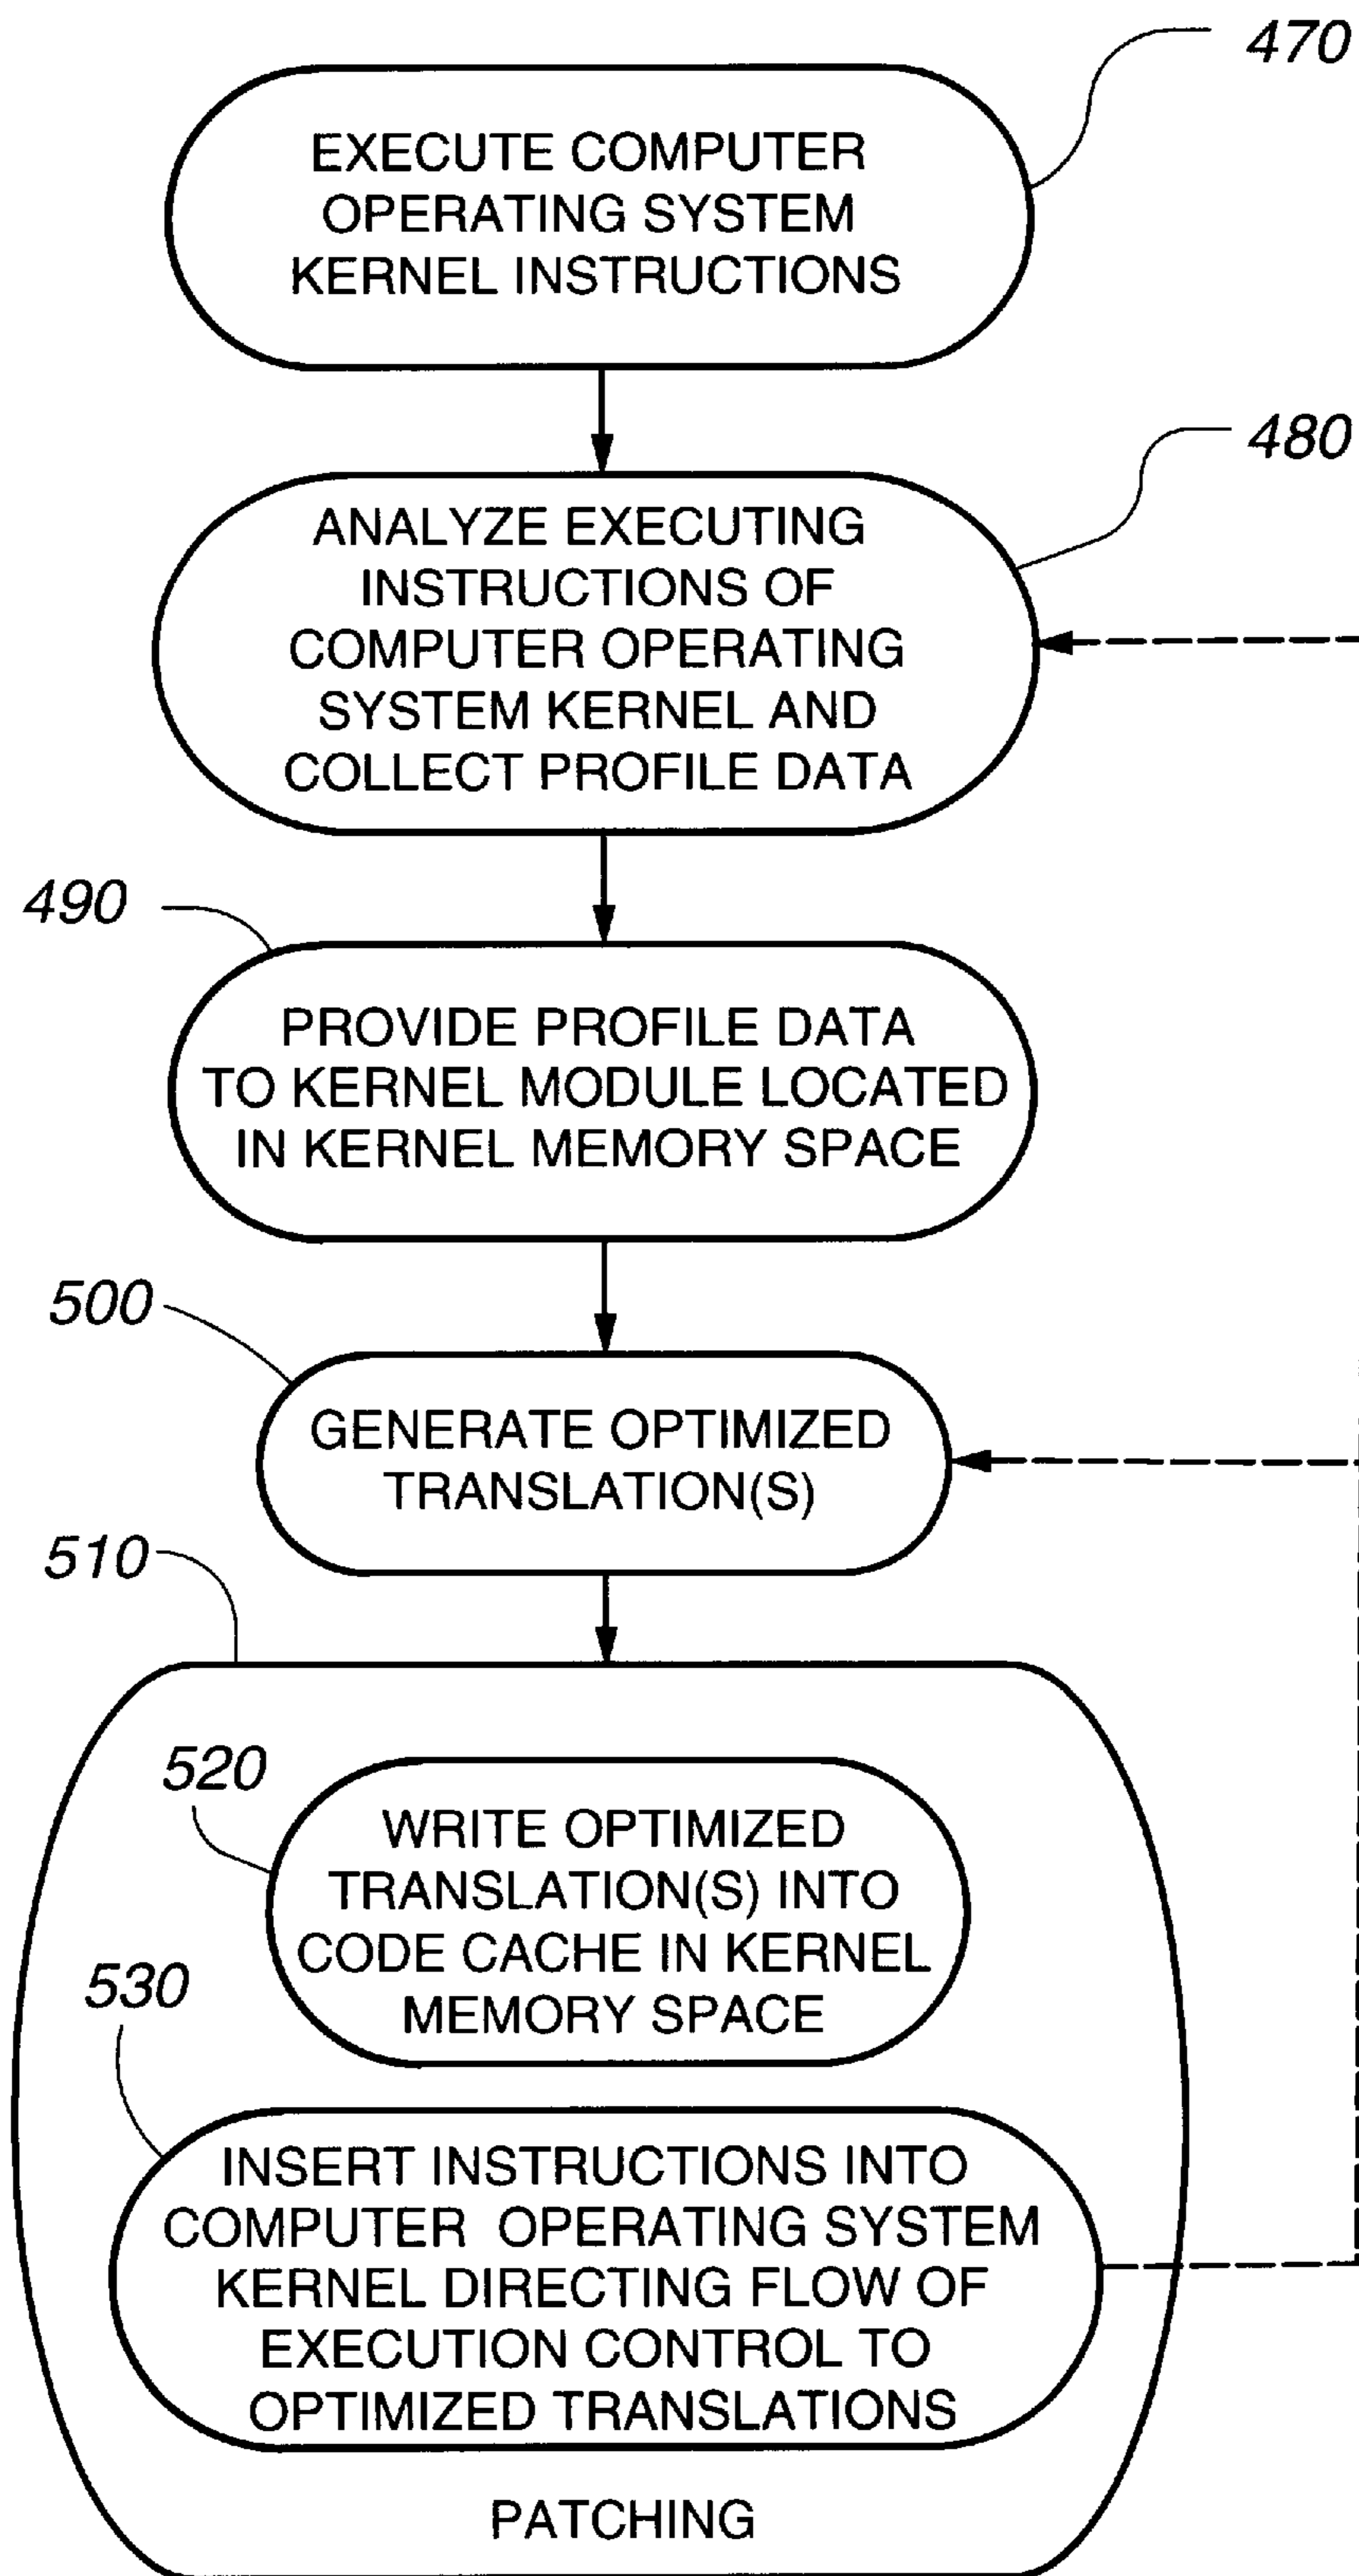 470
EXECUTE COMPUTER
OPERATING SYSTEM
KERNEL INSTRUCTIONS
480
ANALYZE EXECUTING
INSTRUCTIONS OF
COMPUTER OPERATING
SYSTEM KERNEL AND
COLLECT PROFILE DATA
490
PROVIDE PROFILE DATA
TO KERNEL MODULE LOCATED
IN KERNEL MEMORY SPACE
500
GENERATE OPTIMIZED
TRANSLATION(S)
510
520
WRITE OPTIMIZED
TRANSLATION(S) INTO
CODE CACHE IN KERNEL
MEMORY SPACE
530
INSERT INSTRUCTIONS INTO
COMPUTER OPERATING SYSTEM
KERNEL DIRECTING FLOW OF
EXECUTION CONTROL TO
OPTIMIZED TRANSLATIONS
PATCHING